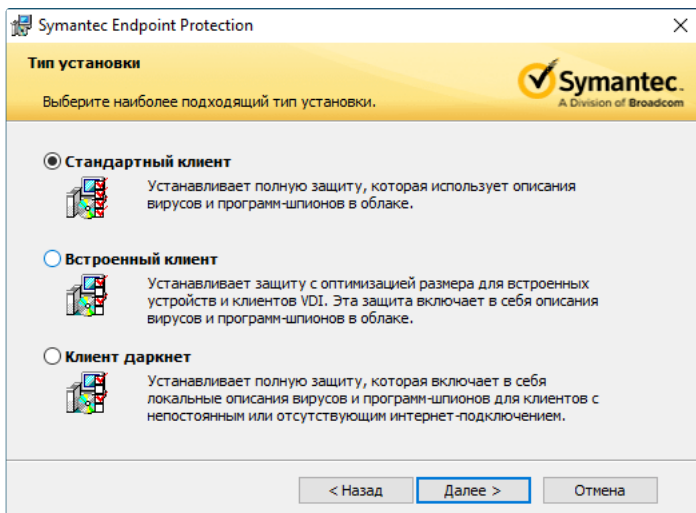 Symantec Endpoint Protection
Тип установки
Выберите наиболее подходящий тип установки.
Symantec.
A Division of Broadcom
Стандартный клиент
Устанавливает полную защиту, которая использует описания
вирусов и программ-шпионов в облаке.
Встроенный клиент
Устанавливает защиту с оптимизацией размера для встроенных
устройств и клиентов VDI. Эта защита включает в себя описания
вирусов и программ-шпионов в облаке.
Клиент даркнет
Устанавливает полную защиту, которая включает в себя
локальные описания вирусов и программ-шпионов для клиентов с
непостоянным или отсутствующим интернет-подключением.
< Назад Далее > Отмена